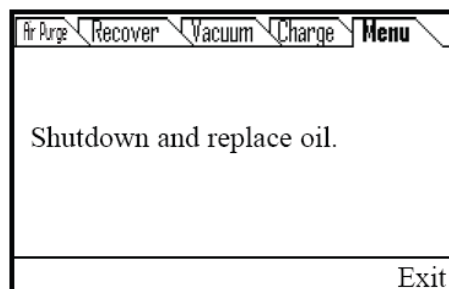 Air Purge Recover Vacuum Charge Menu
Shutdown and replace oil.
Exit